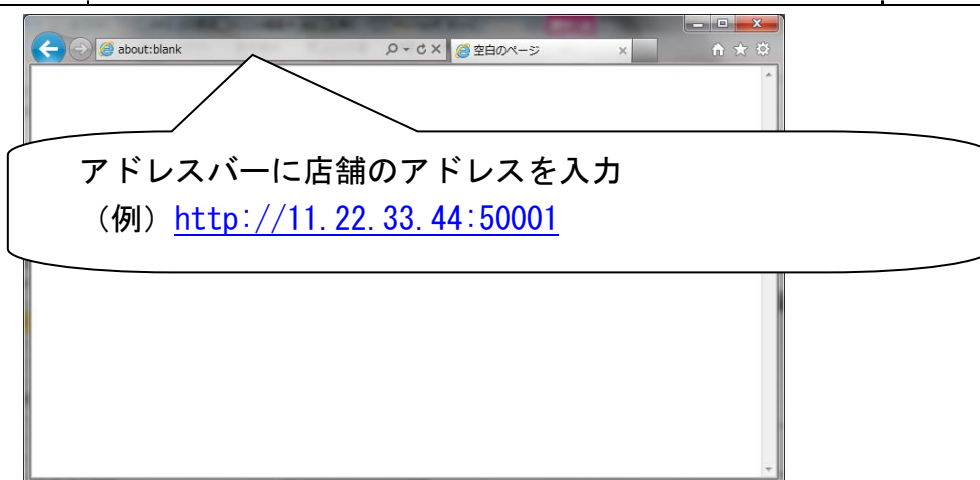 about:blank
空白のページ
アドレスバーに店舗のアドレスを入力
（例）http://11.22.33.44:50001